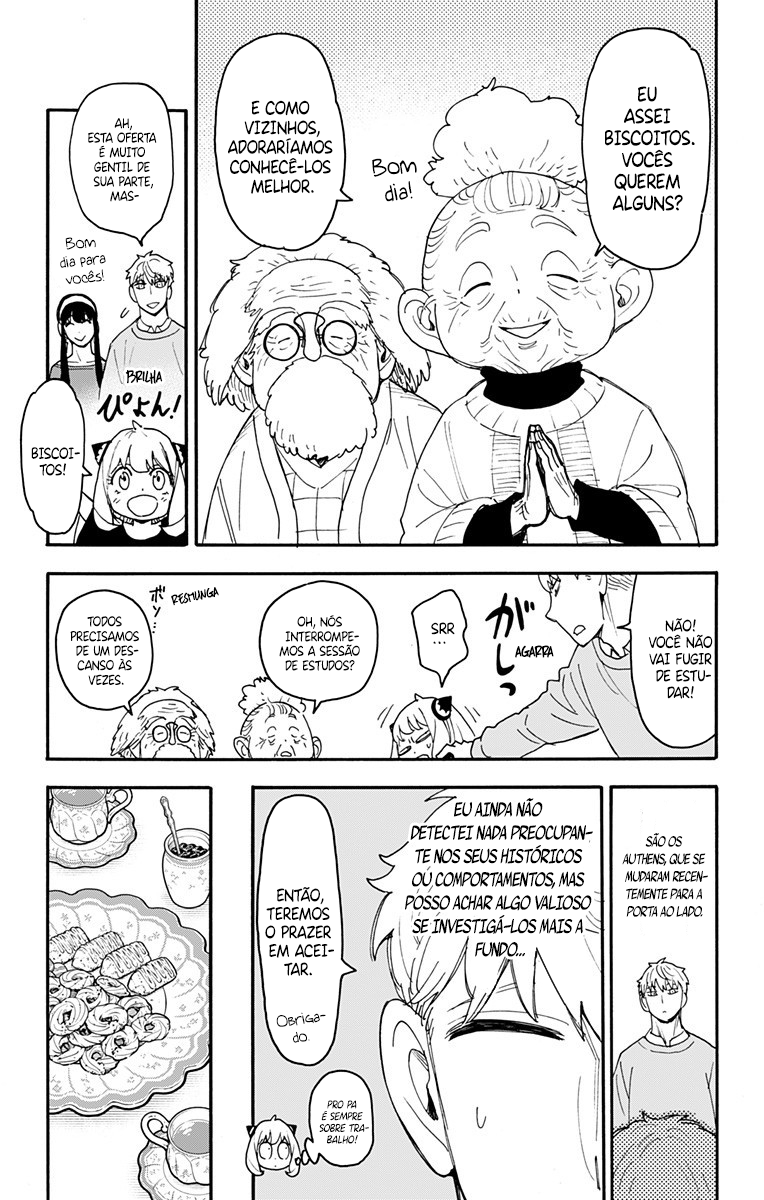 EU
ASSEI
BISCOITOS.
VOCÊS
QUEREM
ALGUNS?
Bom
dia!
E COMO
VIZINHOS,
ADORARÍAMOS
CONHECÊ-LOS
MELHOR.
AH,
ESTA OFERTA
É MUITO
GENTIL DE
SUA PARTE,
MAS-
Bom
dia para
vocês!
BRILHA
ぴょん!
BISCOI-
TOS!
NÃO!
VOCÊ NÃO
VAI FUGIR
DE ESTU-
DAR!
がしっ
AGARRA
SRR
...
OH, NÓS
INTERROMPE-
MOS A SESSÃO
DE ESTUDOS?
ボソ…
RESMUNGA
TODOS
PRECISAMOS
DE UM DES-
CANSO ÀS
VEZES.
SÃO OS
AUTHENS, QUE SE
MUDARAM RECEN-
TEMENTE PARA A
PORTA AO LADO.
EU AINDA NÃO
DETECTEI NADA PREOCUPAN-
TE NOS SEUS HISTÓRICOS
OU COMPORTAMENTOS, MAS
POSSO ACHAR ALGO VALIOSO
SE INVESTIGÁ-LOS MAIS A
FUNDO...
ENTÃO,
TEREMOS
O PRAZER
EM ACEI-
TAR.
Obriga-
do.
PRO PA
É SEMPRE
SOBRE TRA-
BALHO!